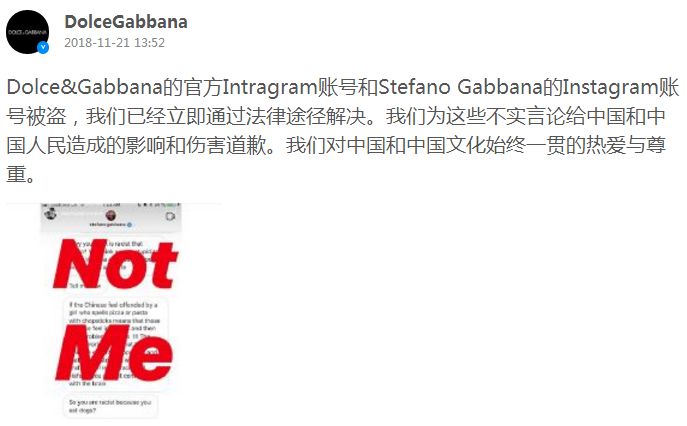 DOLCE&GABBANA
DolceGabbana
2018-11-21 13:52
Dolce&Gabbana的官方Intragram账号和Stefano Gabbana的Instagram账
号被盗，我们已经立即通过法律途径解决。我们为这些不实言论给中国和中
国人民造成的影响和伤害道歉。我们对中国和中国文化始终一贯的热爱与尊
重。
stefanogabbana
is racist that
Not
If the Chinese feel offended by a
girl who spells pizza or pasta
with chopsticks means that those
feel and then
Me
with the brain
So you are racist because you
eat dogs?